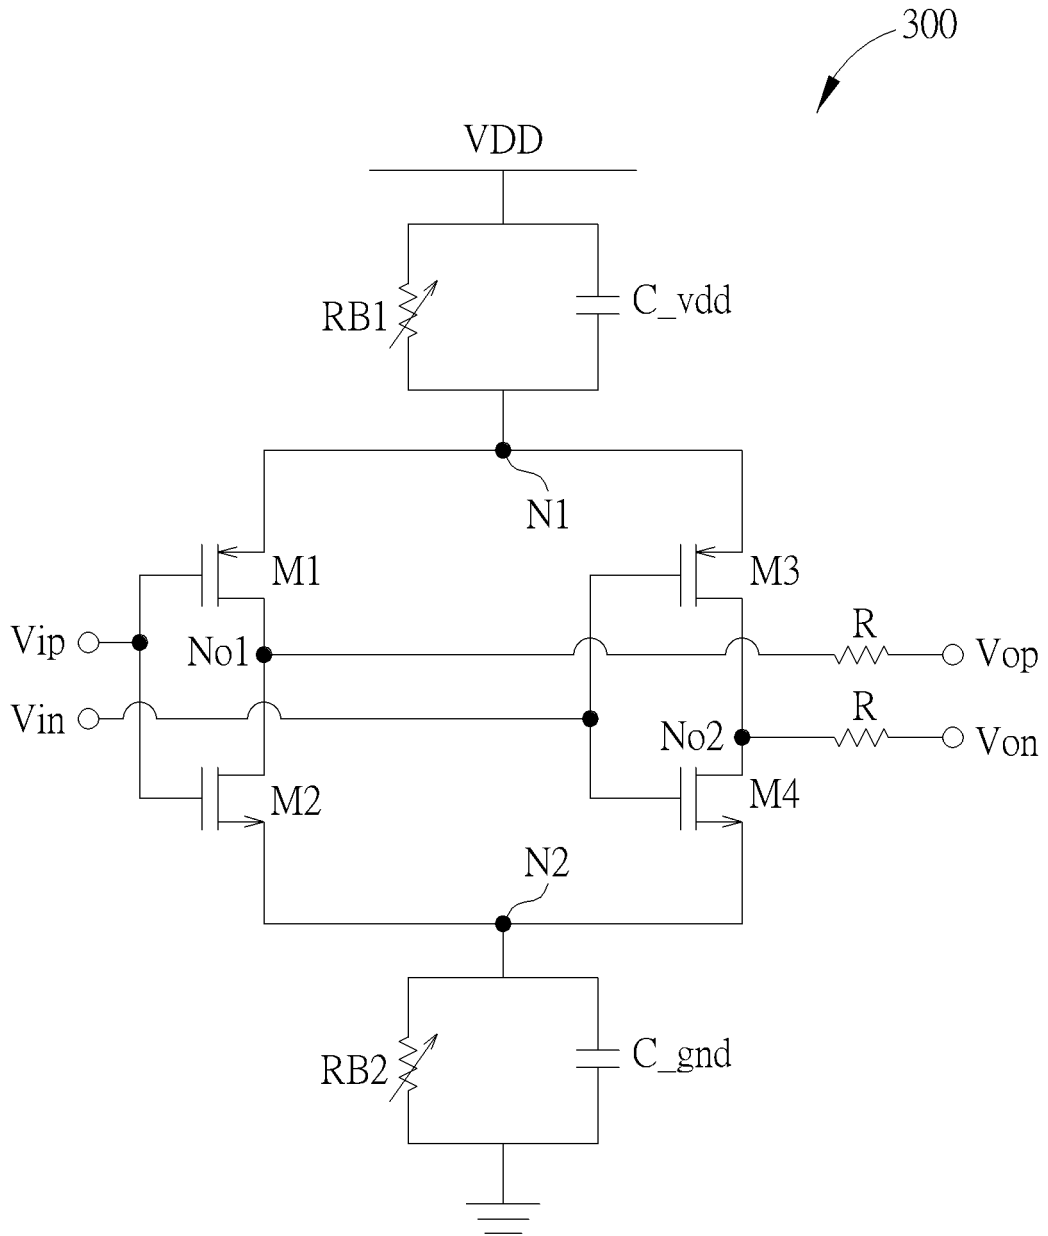 300
VDD
RB1
C_vdd
N1
M1
M3
Vip
No1
R
Vop
Vin
R
No2
Von
M2
M4
N2
RB2
C_gnd